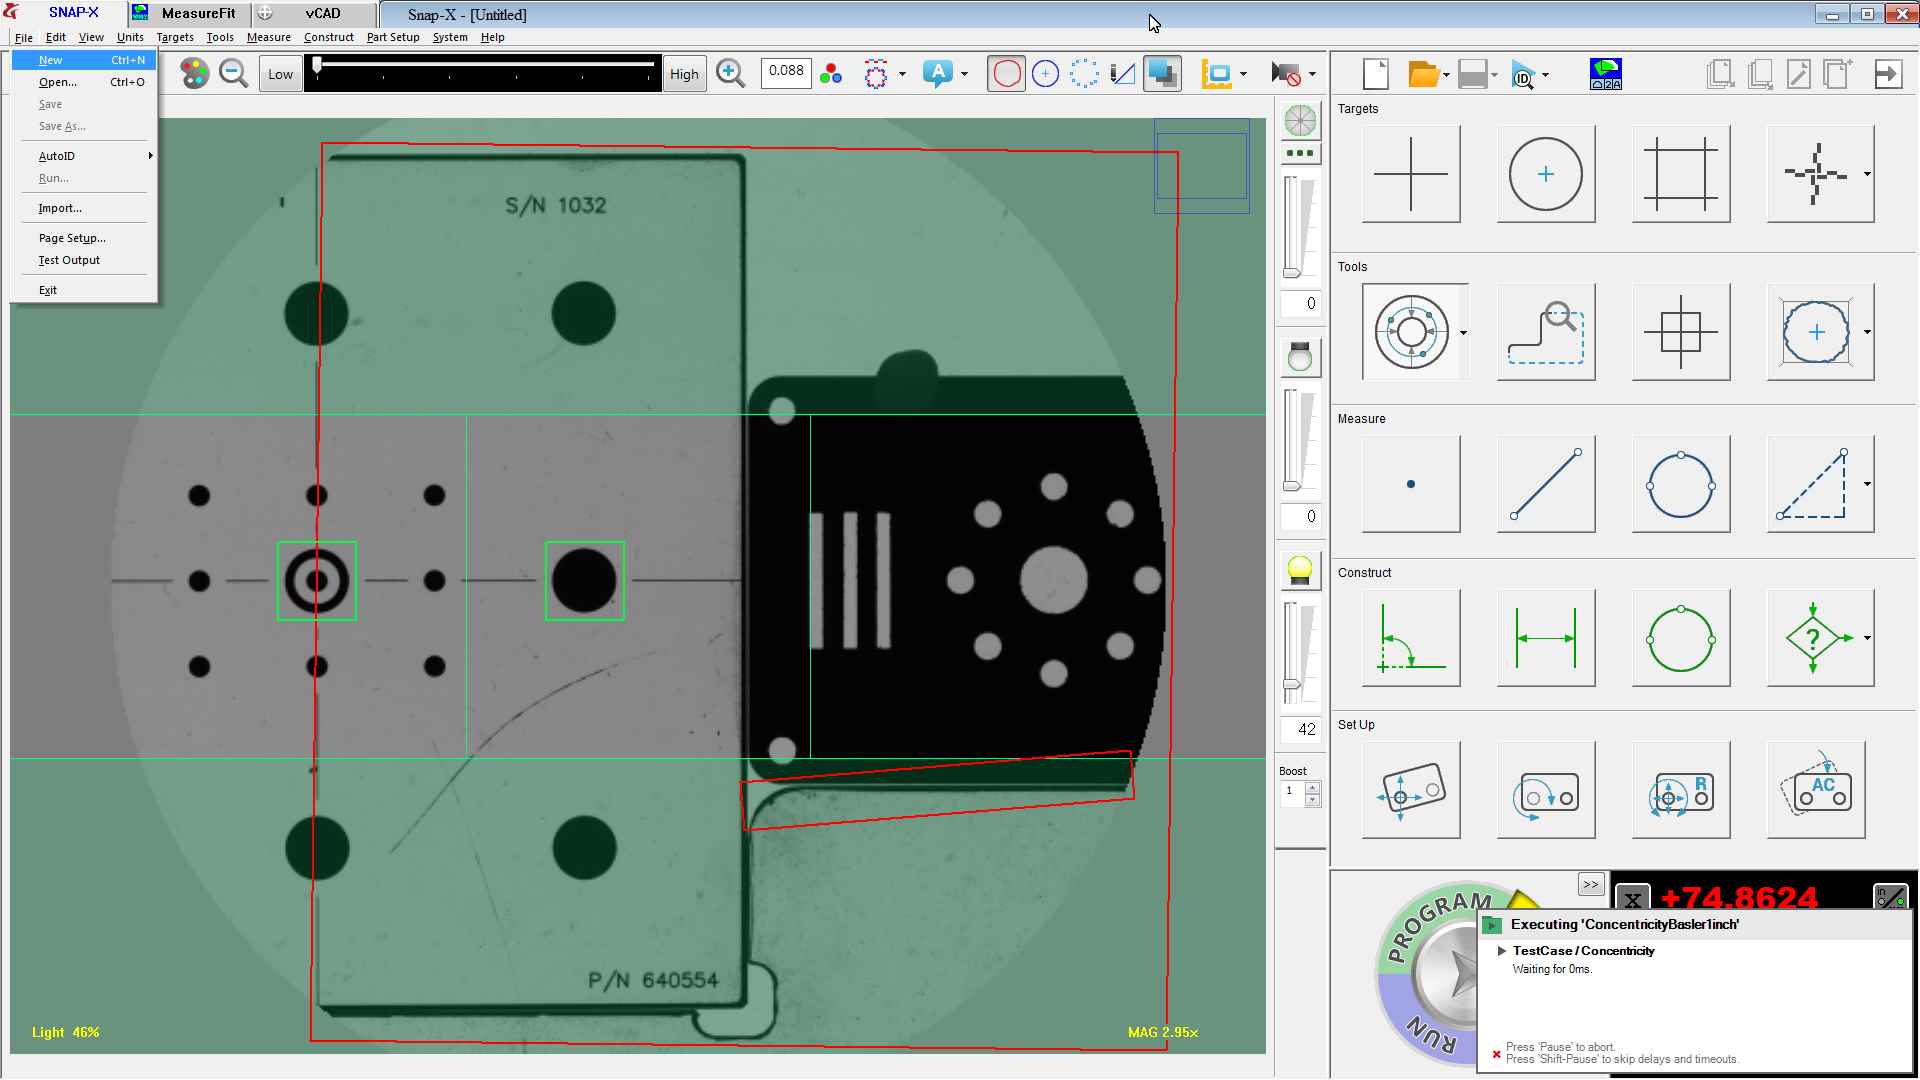 SNAP-X
MeasureFit
vCAD
Snap-X - [Untitled]
File Edit View Units Targets Tools Measure Construct Part Setup System Help
New Ctrl+N
Open... Ctrl+O
Save
Save As...
AutoID
Run...
Import...
Page Setup...
Test Output
Exit
Low
High
0.088
A
ID
Targets
Tools
Measure
Construct
?
Set Up
R
AC
0
0
42
Boost
1
S/N 1032
P/N 640554
Light 46%
MAG 2.95x
>>
PROGRAM
RUN
X
+74.8624
in
Executing 'ConcentricityBasler1inch'
TestCase / Concentricity
Waiting for 0ms.
Press 'Pause' to abort.
Press 'Shift-Pause' to skip delays and timeouts.